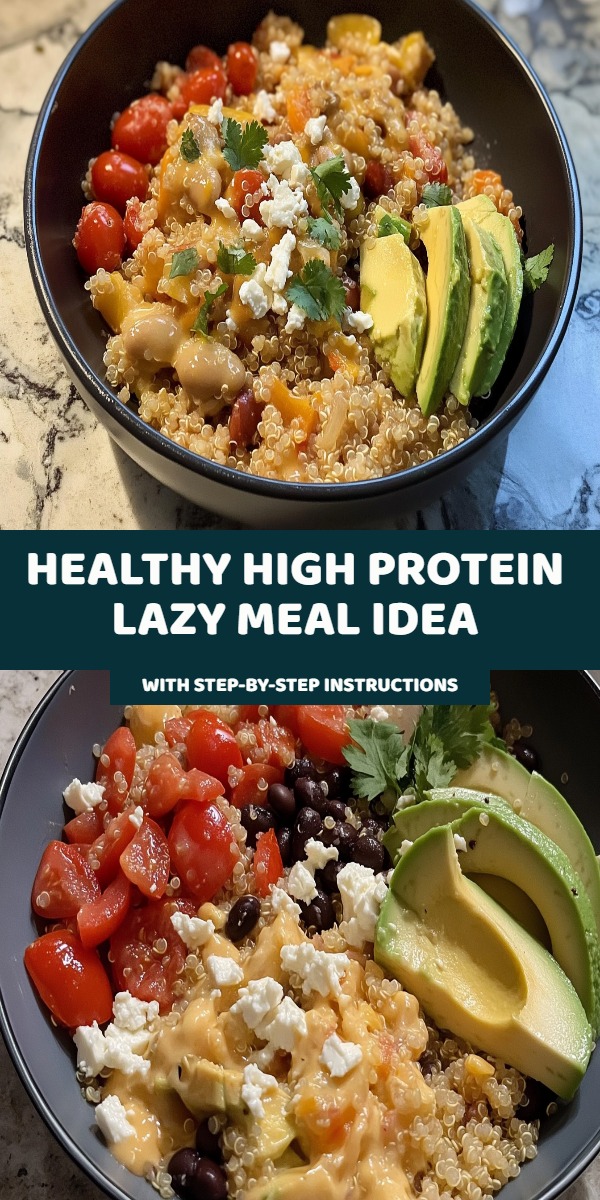 HEALTHY HIGH PROTEIN
LAZY MEAL IDEA
WITH STEP-BY-STEP INSTRUCTIONS